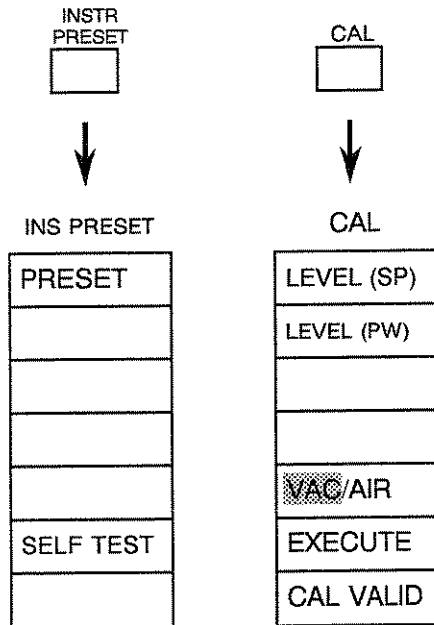 INSTR
PRESET
CAL
INS PRESET
CAL
PRESET
SELF TEST
LEVEL (SP)
LEVEL (PW)
VAC/AIR
EXECUTE
CAL VALID